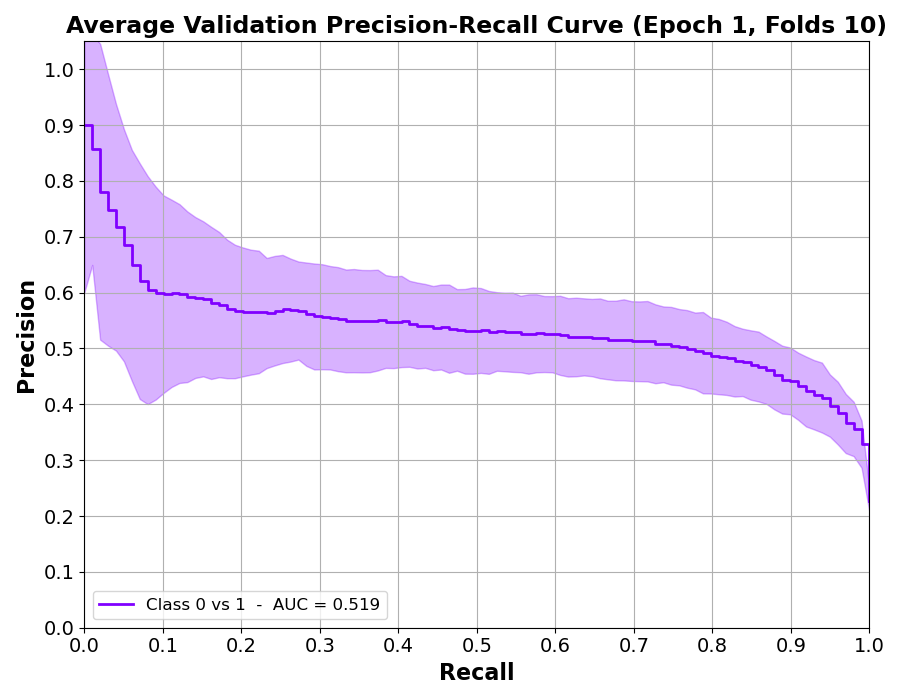 Average Validation Precision-Recall Curve (Epoch 1, Folds 10)
Precision
1.0
0.9
0.8
0.7
0.6
0.5
0.4
0.3
0.2
0.1
0.0
Class 0 vs 1  -  AUC = 0.519
0.0 0.1 0.2 0.3 0.4 0.5 0.6 0.7 0.8 0.9 1.0
Recall